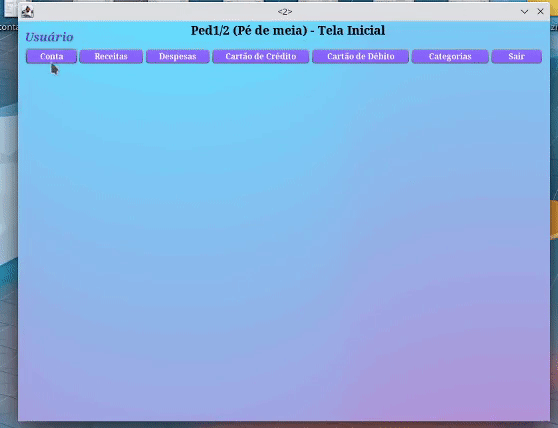 <2>
Ped1/2 (Pé de meia) - Tela Inicial
Usuário
Conta Receitas Despesas Cartão de Crédito Cartão de Débito Categorias Sair